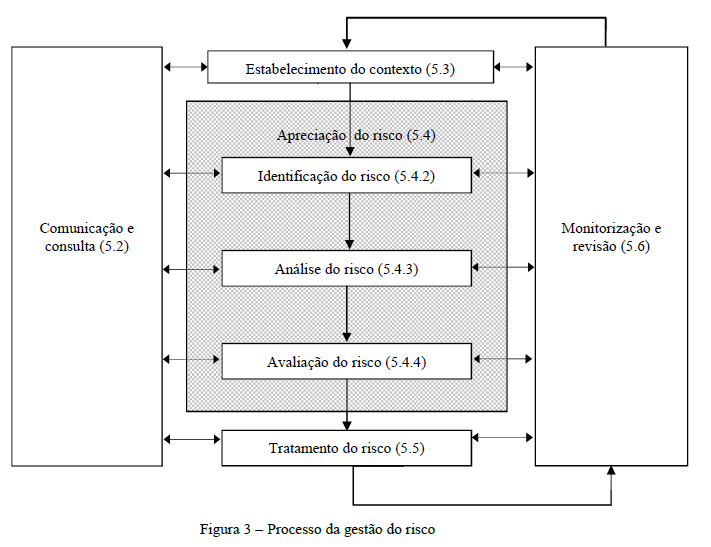 Estabelecimento do contexto (5.3)
Apreciação do risco (5.4)
Identificação do risco (5.4.2)
Comunicação e
consulta (5.2)
Monitorização e
revisão (5.6)
Análise do risco (5.4.3)
Avaliação do risco (5.4.4)
Tratamento do risco (5.5)
Figura 3 – Processo da gestão do risco